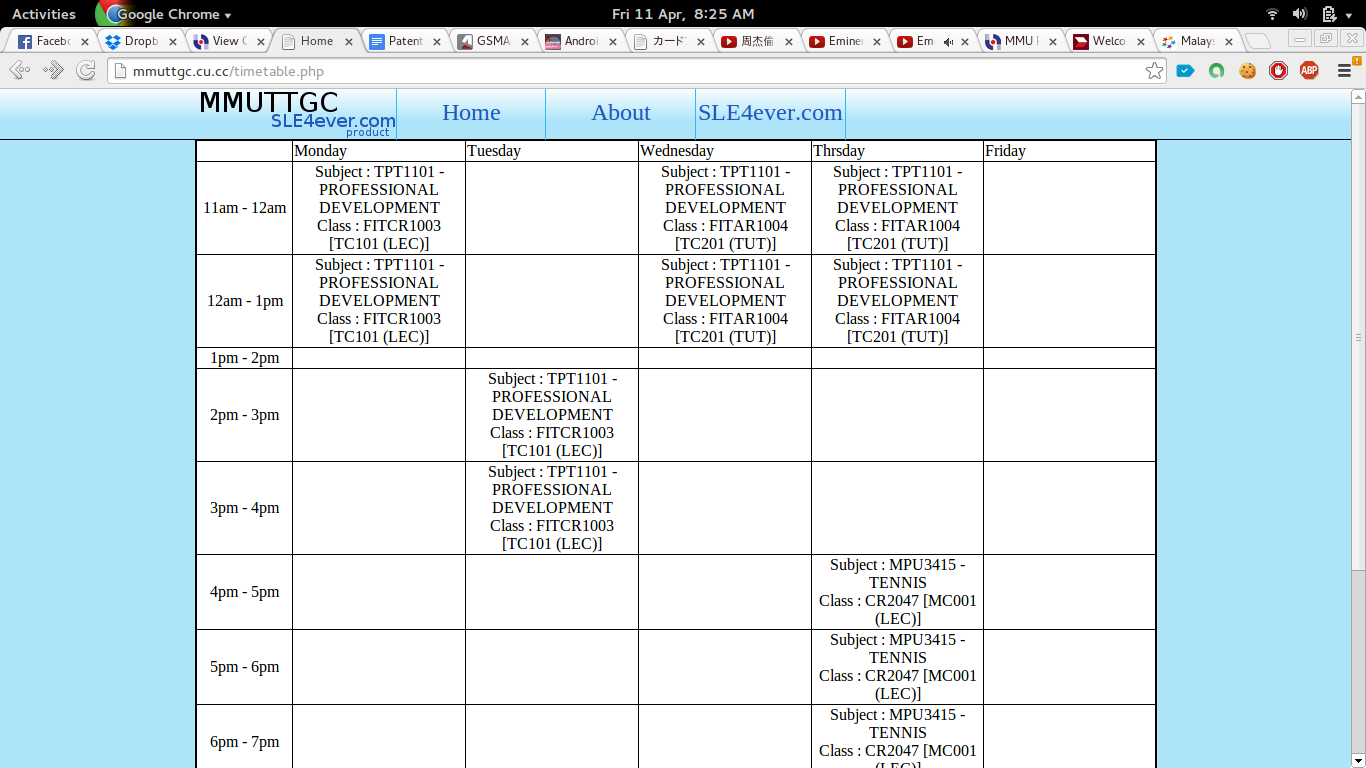 Activities Google Chrome Fri 11 Apr, 8:25 AM
Facebo Dropb View C Home Patent GSMA Androi カード 周杰倫 Emine Em MMU F Welco Malays
mmuttgc.cu.cc/timetable.php ABP
MMUTTGC
SLE4ever.com
product
Home About SLE4ever.com
Monday Tuesday Wednesday Thrsday Friday
11am - 12am
Subject : TPT1101 -
PROFESSIONAL
DEVELOPMENT
Class : FITCR1003
[TC101 (LEC)]
Subject : TPT1101 -
PROFESSIONAL
DEVELOPMENT
Class : FITAR1004
[TC201 (TUT)]
Subject : TPT1101 -
PROFESSIONAL
DEVELOPMENT
Class : FITAR1004
[TC201 (TUT)]
12am - 1pm
Subject : TPT1101 -
PROFESSIONAL
DEVELOPMENT
Class : FITCR1003
[TC101 (LEC)]
Subject : TPT1101 -
PROFESSIONAL
DEVELOPMENT
Class : FITAR1004
[TC201 (TUT)]
Subject : TPT1101 -
PROFESSIONAL
DEVELOPMENT
Class : FITAR1004
[TC201 (TUT)]
1pm - 2pm
2pm - 3pm
Subject : TPT1101 -
PROFESSIONAL
DEVELOPMENT
Class : FITCR1003
[TC101 (LEC)]
3pm - 4pm
Subject : TPT1101 -
PROFESSIONAL
DEVELOPMENT
Class : FITCR1003
[TC101 (LEC)]
4pm - 5pm
Subject : MPU3415 -
TENNIS
Class : CR2047 [MC001
(LEC)]
5pm - 6pm
Subject : MPU3415 -
TENNIS
Class : CR2047 [MC001
(LEC)]
6pm - 7pm
Subject : MPU3415 -
TENNIS
Class : CR2047 [MC001
(LEC)]